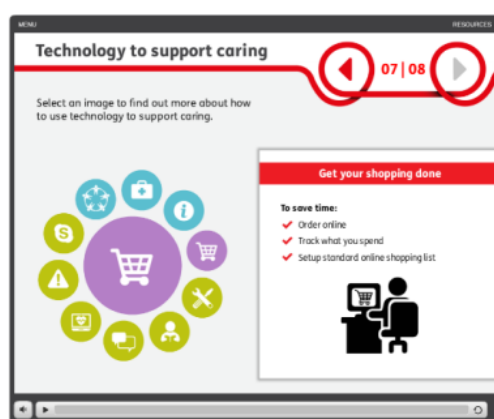 MENU
RESOURCES
Technology to support caring
07 | 08
Select an image to find out more about how
to use technology to support caring.
Get your shopping done
To save time:
Order online
Track what you spend
Setup standard online shopping list